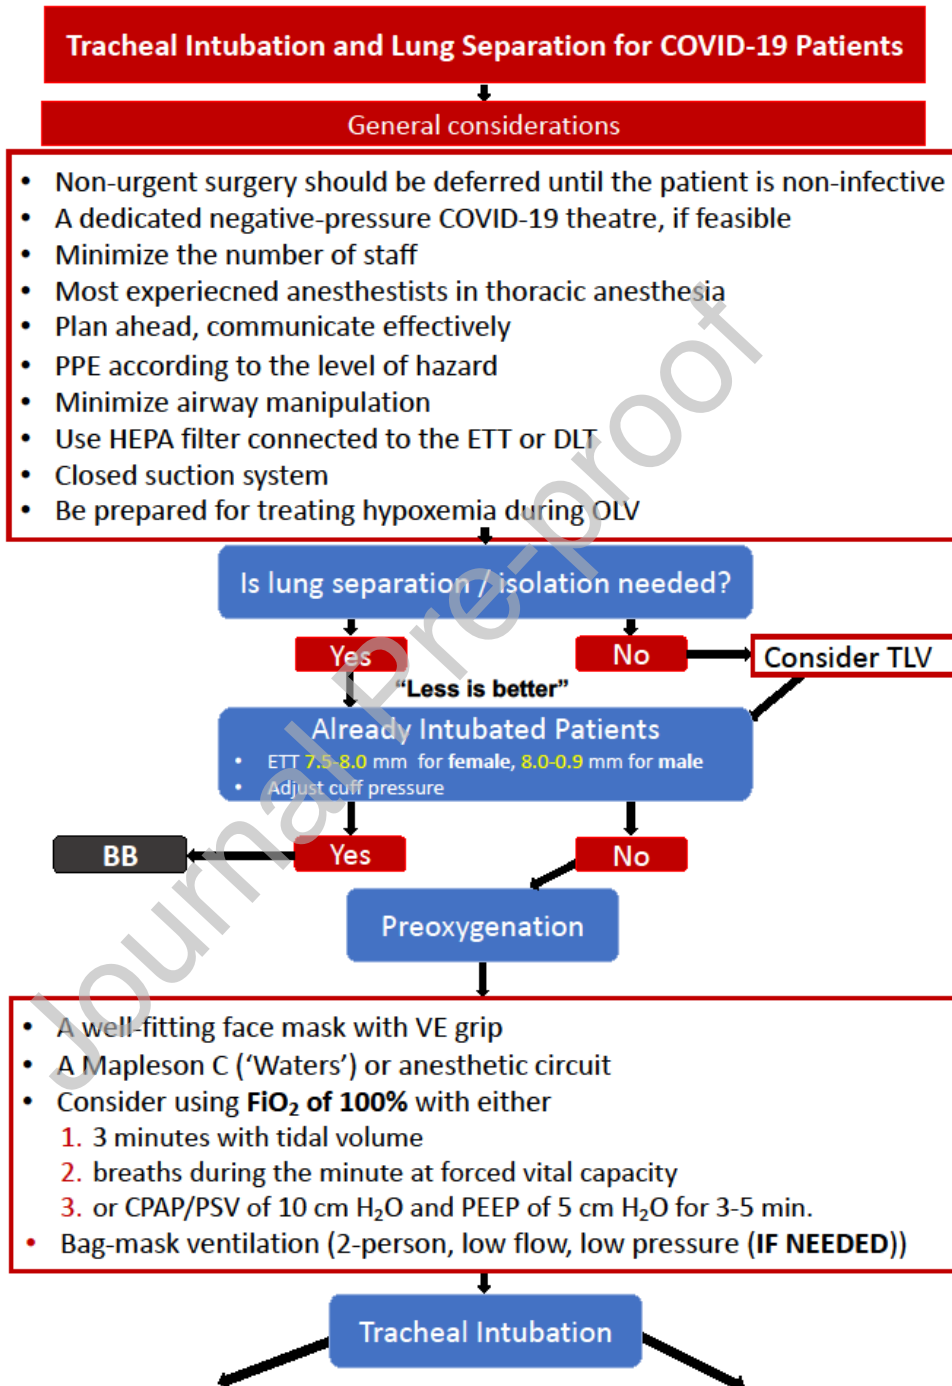 Tracheal Intubation and Lung Separation for COVID-19 Patients
General considerations
• Non-urgent surgery should be deferred until the patient is non-infective
• A dedicated negative-pressure COVID-19 theatre, if feasible
• Minimize the number of staff
• Most experiecned anesthestists in thoracic anesthesia
• Plan ahead, communicate effectively
• PPE according to the level of hazard
• Minimize airway manipulation
• Use HEPA filter connected to the ETT or DLT
• Closed suction system
• Be prepared for treating hypoxemia during OLV
Is lung separation / isolation needed?
Yes
No
Consider TLV
“Less is better”
Already Intubated Patients
• ETT 7.5-8.0 mm for female, 8.0-0.9 mm for male
• Adjust cuff pressure
BB
Yes
No
Preoxygenation
• A well-fitting face mask with VE grip
• A Mapleson C (‘Waters’) or anesthetic circuit
• Consider using FiO₂ of 100% with either
1. 3 minutes with tidal volume
2. breaths during the minute at forced vital capacity
3. or CPAP/PSV of 10 cm H₂O and PEEP of 5 cm H₂O for 3-5 min.
• Bag-mask ventilation (2-person, low flow, low pressure (IF NEEDED))
Tracheal Intubation
Journal Pre-proof